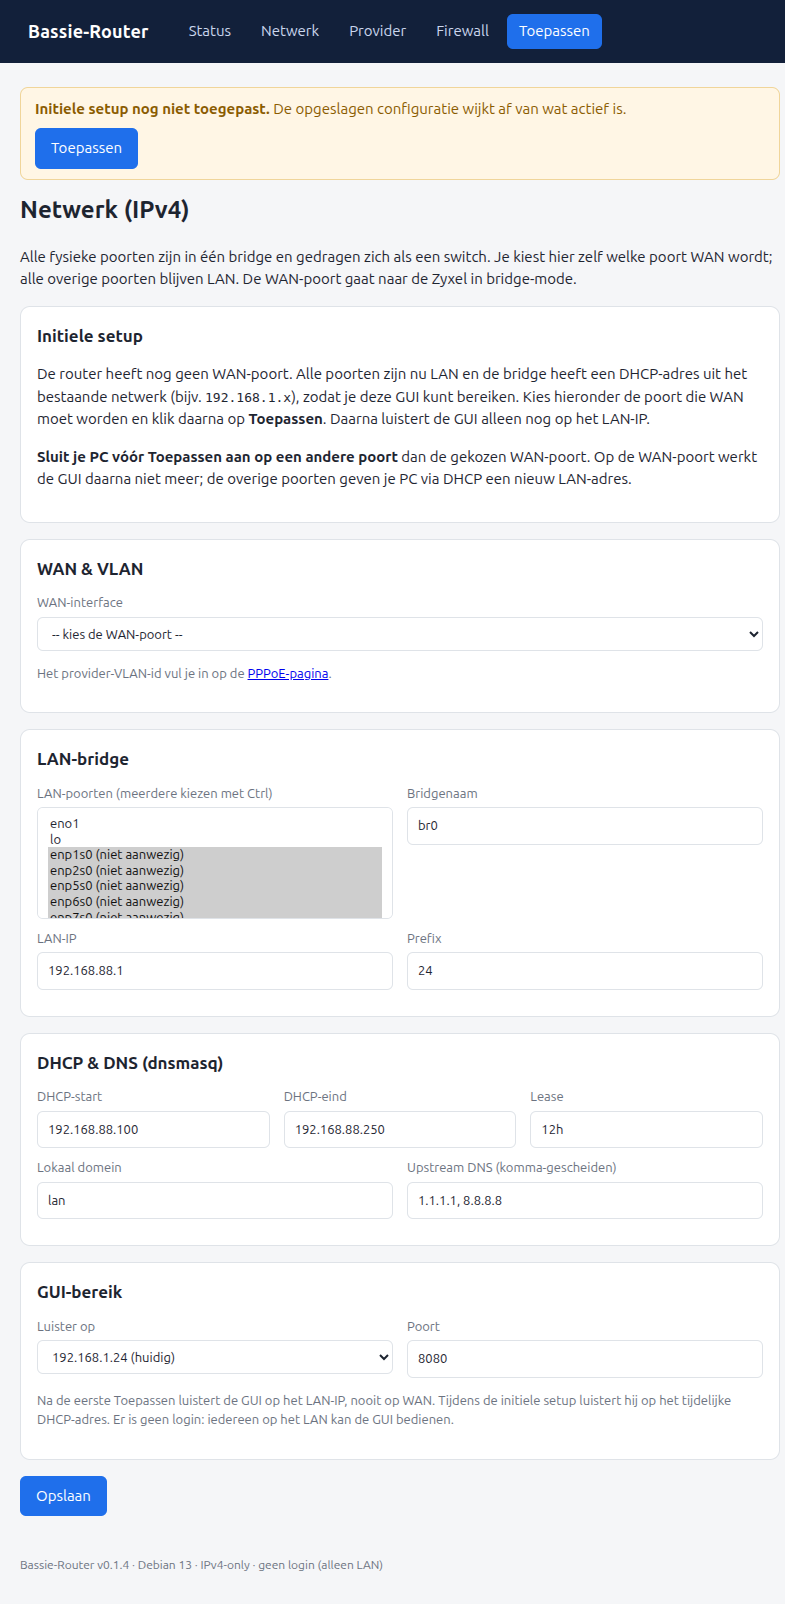 Bassie-Router
Status
Netwerk
Provider
Firewall
Toepassen
Initiele setup nog niet toegepast. De opgeslagen configuratie wijkt af van wat actief is.
Toepassen
Netwerk (IPv4)
Alle fysieke poorten zijn in één bridge en gedragen zich als een switch. Je kiest hier zelf welke poort WAN wordt;
alle overige poorten blijven LAN. De WAN-poort gaat naar de Zyxel in bridge-mode.
Initiele setup
De router heeft nog geen WAN-poort. Alle poorten zijn nu LAN en de bridge heeft een DHCP-adres uit het
bestaande netwerk (bijv. 192.168.1.x), zodat je deze GUI kunt bereiken. Kies hieronder de poort die WAN
moet worden en klik daarna op Toepassen. Daarna luistert de GUI alleen nog op het LAN-IP.
Sluit je PC vóór Toepassen aan op een andere poort dan de gekozen WAN-poort. Op de WAN-poort werkt
de GUI daarna niet meer; de overige poorten geven je PC via DHCP een nieuw LAN-adres.
WAN & VLAN
WAN-interface
-- kies de WAN-poort --
Het provider-VLAN-id vul je in op de PPPoE-pagina.
LAN-bridge
LAN-poorten (meerdere kiezen met Ctrl)
Bridgenaam
eno1
lo
enp1s0 (niet aanwezig)
enp2s0 (niet aanwezig)
enp5s0 (niet aanwezig)
enp6s0 (niet aanwezig)
enp7s0 (niet aanwezig)
br0
LAN-IP
Prefix
192.168.88.1
24
DHCP & DNS (dnsmasq)
DHCP-start
DHCP-eind
Lease
192.168.88.100
192.168.88.250
12h
Lokaal domein
Upstream DNS (komma-gescheiden)
lan
1.1.1.1, 8.8.8.8
GUI-bereik
Luister op
Poort
192.168.1.24 (huidig)
8080
Na de eerste Toepassen luistert de GUI op het LAN-IP, nooit op WAN. Tijdens de initiele setup luistert hij op het tijdelijke
DHCP-adres. Er is geen login: iedereen op het LAN kan de GUI bedienen.
Opslaan
Bassie-Router v0.1.4 · Debian 13 · IPv4-only · geen login (alleen LAN)